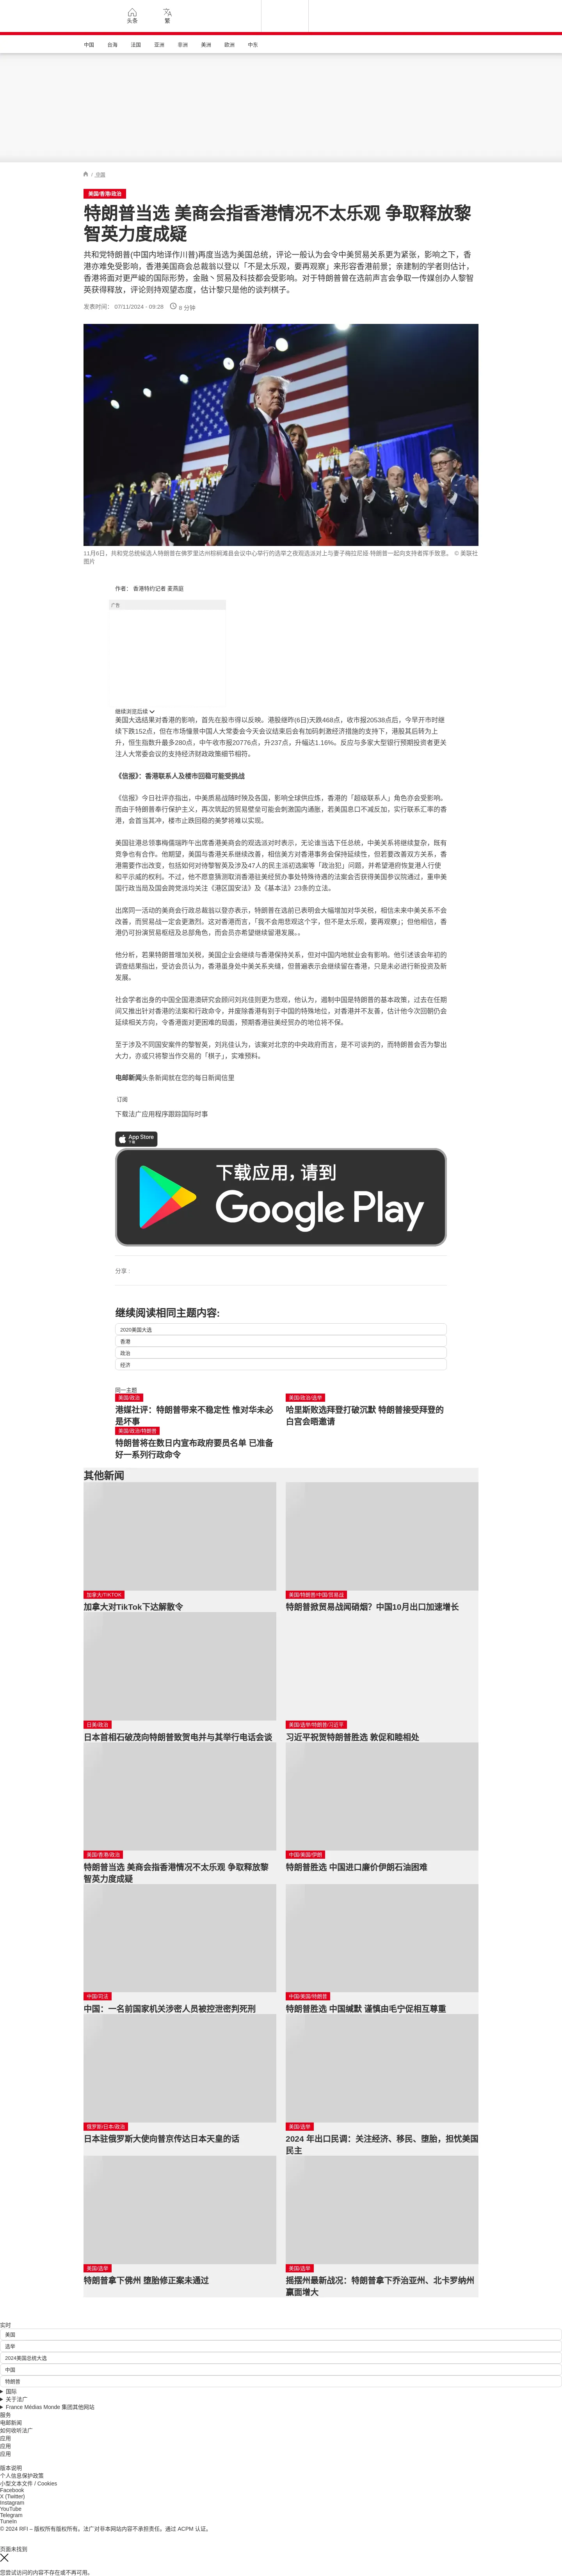 头条
繁
中国
台海
法国
亚洲
非洲
美洲
欧洲
中东
/ 中国
美国/香港/政治
特朗普当选 美商会指香港情况不太乐观 争取释放黎
智英力度成疑
共和党特朗普(中国内地译作川普)再度当选为美国总统，评论一般认为会令中美贸易关系更为紧张，影响之下，香
港亦难免受影响，香港美国商会总裁翁以登以「不是太乐观，要再观察」来形容香港前景；亲建制的学者则估计，
香港将面对更严峻的国际形势，金融丶贸易及科技都会受影响。对于特朗普曾在选前声言会争取一传媒创办人黎智
英获得释放，评论则持观望态度，估计黎只是他的谈判棋子。
发表时间： 07/11/2024 - 09:28
6 分钟
11月6日，共和党总统候选人特朗普在佛罗里达州棕榈滩县会议中心举行的选举之夜观选派对上与妻子梅拉尼娅·特朗普一起向支持者挥手致意。 © 美联社
图片
作者： 香港特约记者 麦燕庭
广告
继续浏览后续
美国大选结果对香港的影响，首先在股市得以反映。港股继昨(6日)大跌468点，收市报20538点后，今早开市时继
续下跌152点，但在市场憧景中国人大常委会今天会议结束后会有加码刺激经济措施的支持下，港股其后转为上
升，恒生指数升最多280点，中午收市报20776点，升237点，升幅达1.16%。反应与多家大型银行预期投资者更关
注人大常委会议的支持经济财政政策细节相符。
《信报》：香港联系人及楼市回稳可能受挑战
《信报》今日社评亦指出，中美质易战随时殃及各国，影响全球供应炼，香港的「超级联系人」角色亦会受影响。
而由于特朗普奉行保护主义，再次筑起的贸易壁垒可能会刺激国内通胀，若美国息口不减反加，实行联系汇率的香
港，会首当其冲，楼市止跌回稳的美梦将难以实现。
美国驻港总领事梅儒瑞昨午出席香港美商会的观选派对时表示，无论谁当选下任总统，中美关系将继续复杂，既有
竞争也有合作。他期望，美国与香港关系继续改善，相信美方对香港事务会保持延续性，但若要改善双方关系，香
港需要作出改变，包括如何对待黎智英及涉及47人的民主派初选案等「政治犯」问题，并希望港府恢复港人行使
和平示威的权利。不过，他不愿意猜测取消香港驻美经贸办事处特殊待遇的法案会否获得美国参议院通过，重申美
国行政当局及国会跨党派均关注《港区国安法》及《基本法》23条的立法。
出席同一活动的美商会行政总裁翁以登亦表示，特朗普在选前已表明会大幅增加对华关税，相信未来中美关系不会
改善，而贸易战一定会更激烈。这对香港而言，「我不会用悲观这个字，但不是太乐观，要再观察」；但他相信，香
港仍可扮演贸易枢纽及总部角色，而会员亦希望继续留港发展。。
他分析，若果特朗普增加关税，美国企业会继续与香港保持关系，但对中国内地就业会有影响。他引述该会年初的
调查结果指出，受访会员认为，香港虽身处中美关系夹缝，但普遍表示会继续留在香港，只是未必进行新投资及新
发展。
社会学者出身的中国全国港澳研究会顾问刘兆佳则更为悲观，他认为，遏制中国是特朗普的基本政策，过去在任期
间又推出针对香港的法案和行政命令，并废除香港有别于中国的特殊地位，对香港并不友善，估计他今次回朝仍会
延续相关方向，令香港面对更困难的局面，预期香港驻美经贸办的地位将不保。
至于涉及不同国安案件的黎智英，刘兆佳认为，该案对北京的中央政府而言，是不可谈判的，而特朗普会否为黎出
大力，亦或只将黎当作交易的「棋子」，实难预料。
电邮新闻头条新闻就在您的每日新闻信里
订阅
下载法广应用程序跟踪国际时事
App Store
下载
下载应用，请到
Google Play
分享 :
继续阅读相同主题内容:
2020美国大选
香港
政治
经济
同一主题
美国/政治
港媒社评：特朗普带来不稳定性 惟对华未必
是坏事
美国/政治/选举
哈里斯败选拜登打破沉默 特朗普接受拜登的
白宫会晤邀请
美国/政治/特朗普
特朗普将在数日内宣布政府要员名单 已准备
好一系列行政命令
其他新闻
加拿大/TIKTOK
加拿大对TikTok下达解散令
美国/特朗普/中国/贸易战
特朗普掀贸易战闻硝烟？中国10月出口加速增长
日美/政治
日本首相石破茂向特朗普致贺电并与其举行电话会谈
美国/选举/特朗普/习近平
习近平祝贺特朗普胜选 敦促和睦相处
美国/香港/政治
特朗普当选 美商会指香港情况不太乐观 争取释放黎
智英力度成疑
中国/美国/伊朗
特朗普胜选 中国进口廉价伊朗石油困难
中国/司法
中国：一名前国家机关涉密人员被控泄密判死刑
中国/美国/特朗普
特朗普胜选 中国缄默 谨慎由毛宁促相互尊重
俄罗斯/日本/政治
日本驻俄罗斯大使向普京传达日本天皇的话
美国/选举
2024 年出口民调：关注经济、移民、堕胎，担忧美国
民主
美国/选举
特朗普拿下佛州 堕胎修正案未通过
美国/选举
摇摆州最新战况：特朗普拿下乔治亚州、北卡罗纳州
赢面增大
实时
美国
选举
2024美国总统大选
中国
特朗普
国际
关于法广
France Médias Monde 集团其他网站
服务
电邮新闻
如何收听法广
应用
应用
应用
版本说明
个人信息保护政策
小型文本文件 / Cookies
Facebook
X (Twitter)
Instagram
YouTube
Telegram
TuneIn
© 2024 RFI – 版权所有版权所有。法广对非本网站内容不承担责任。通过 ACPM 认证。
页面未找到
您尝试访问的内容不存在或不再可用。